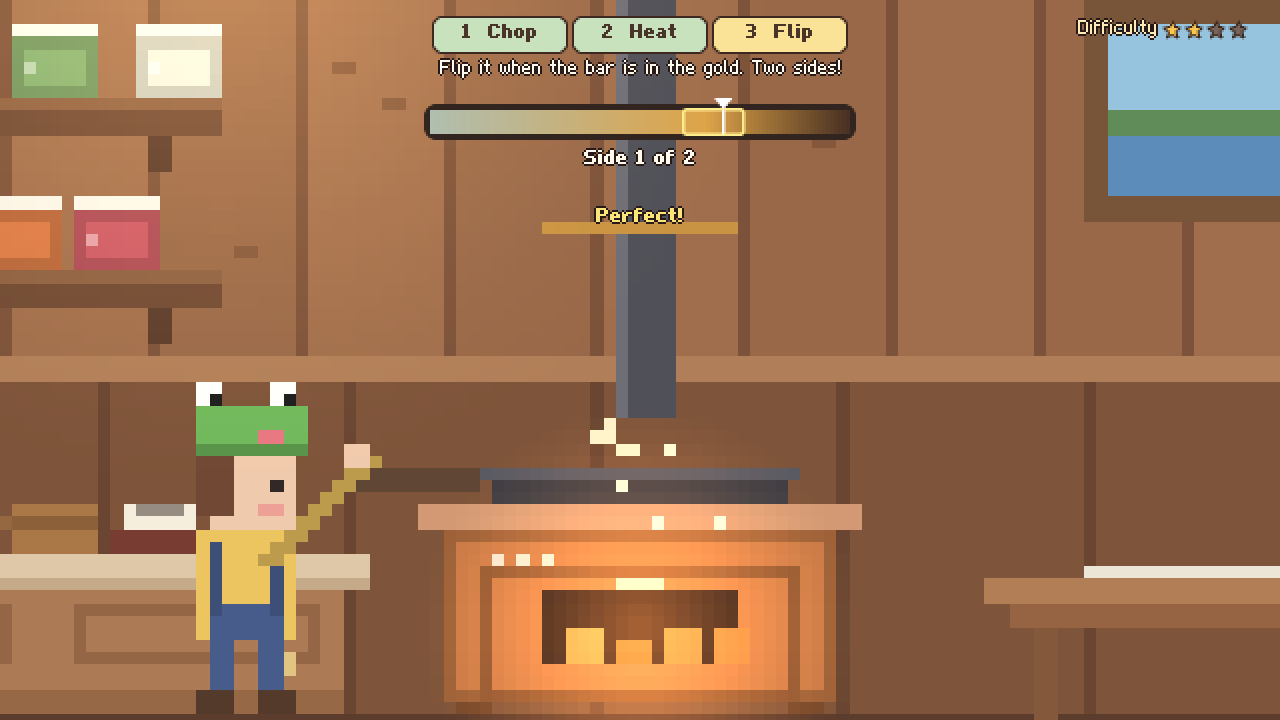 1 Chop
2 Heat
3 Flip
Difficulty
Flip it when the bar is in the gold. Two sides!
Side 1 of 2
Perfect!